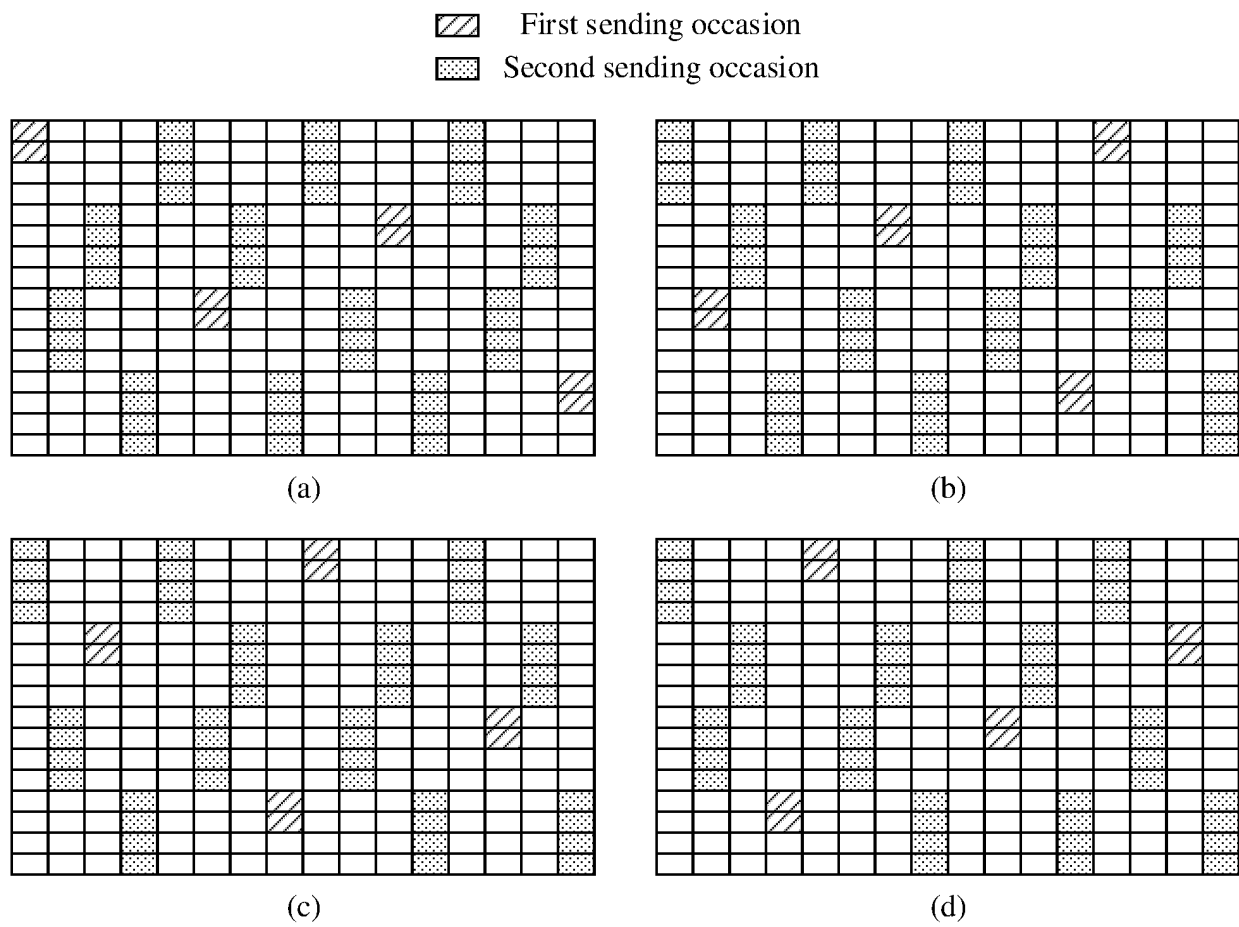 First sending occasion
Second sending occasion
(a)
(b)
(c)
(d)